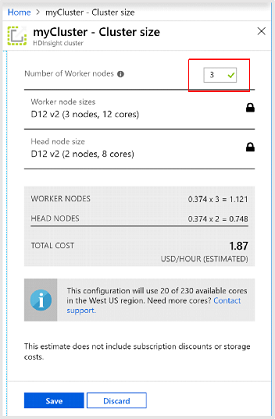 Home > myCluster - Cluster size
myCluster - Cluster size
HDInsight cluster
Number of Worker nodes
3
Worker node sizes
D12 v2 (3 nodes, 12 cores)
Head node size
D12 v2 (2 nodes, 8 cores)
WORKER NODES 0.374 x 3 = 1.121
HEAD NODES 0.374 x 2 = 0.748
TOTAL COST 1.87
USD/HOUR (ESTIMATED)
This configuration will use 20 of 230 available cores
in the West US region. Need more cores? Contact
support.
This estimate does not include subscription discounts or storage
costs.
Save Discard